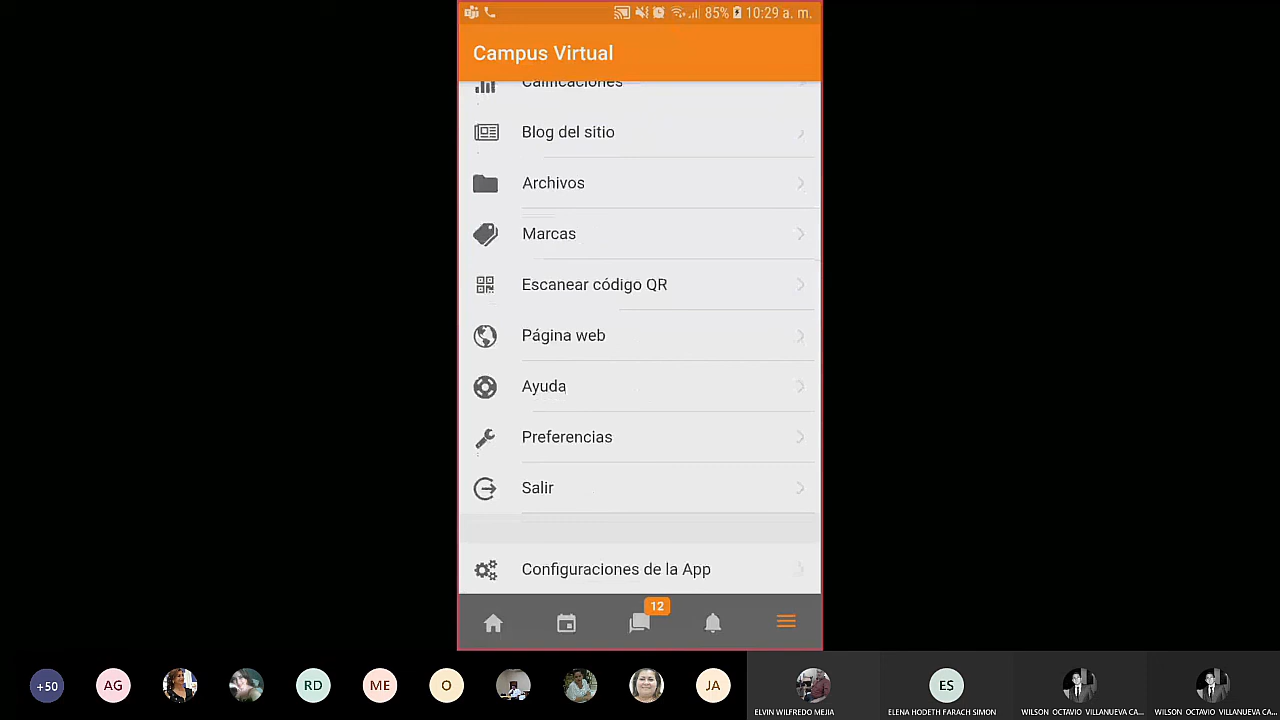 85% 10:29 a. m.
Campus Virtual
Calificaciones
Blog del sitio
Archivos
Marcas
Escanear código QR
Página web
Ayuda
Preferencias
Salir
Configuraciones de la App
12
+50
AG
RD
ME
O
JA
ES
ELVIN WILFREDO MEJIA
ELENA HODETH FARACH SIMON
WILSON OCTAVIO VILLANUEVA CA...
WILSON OCTAVIO VILLANUEVA CA...